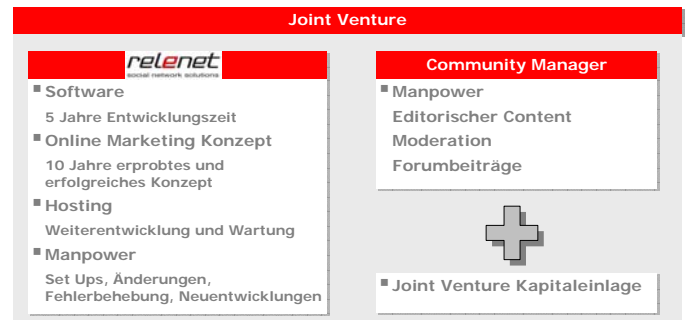 Joint Venture
relenet
social network solutions
Software
5 Jahre Entwicklungszeit
Online Marketing Konzept
10 Jahre erprobtes und
erfolgreiches Konzept
Hosting
Weiterentwicklung und Wartung
Manpower
Set Ups, Änderungen,
Fehlerbehebung, Neuentwicklungen
Community Manager
Manpower
Editorischer Content
Moderation
Forumbeiträge
Joint Venture Kapitaleinlage